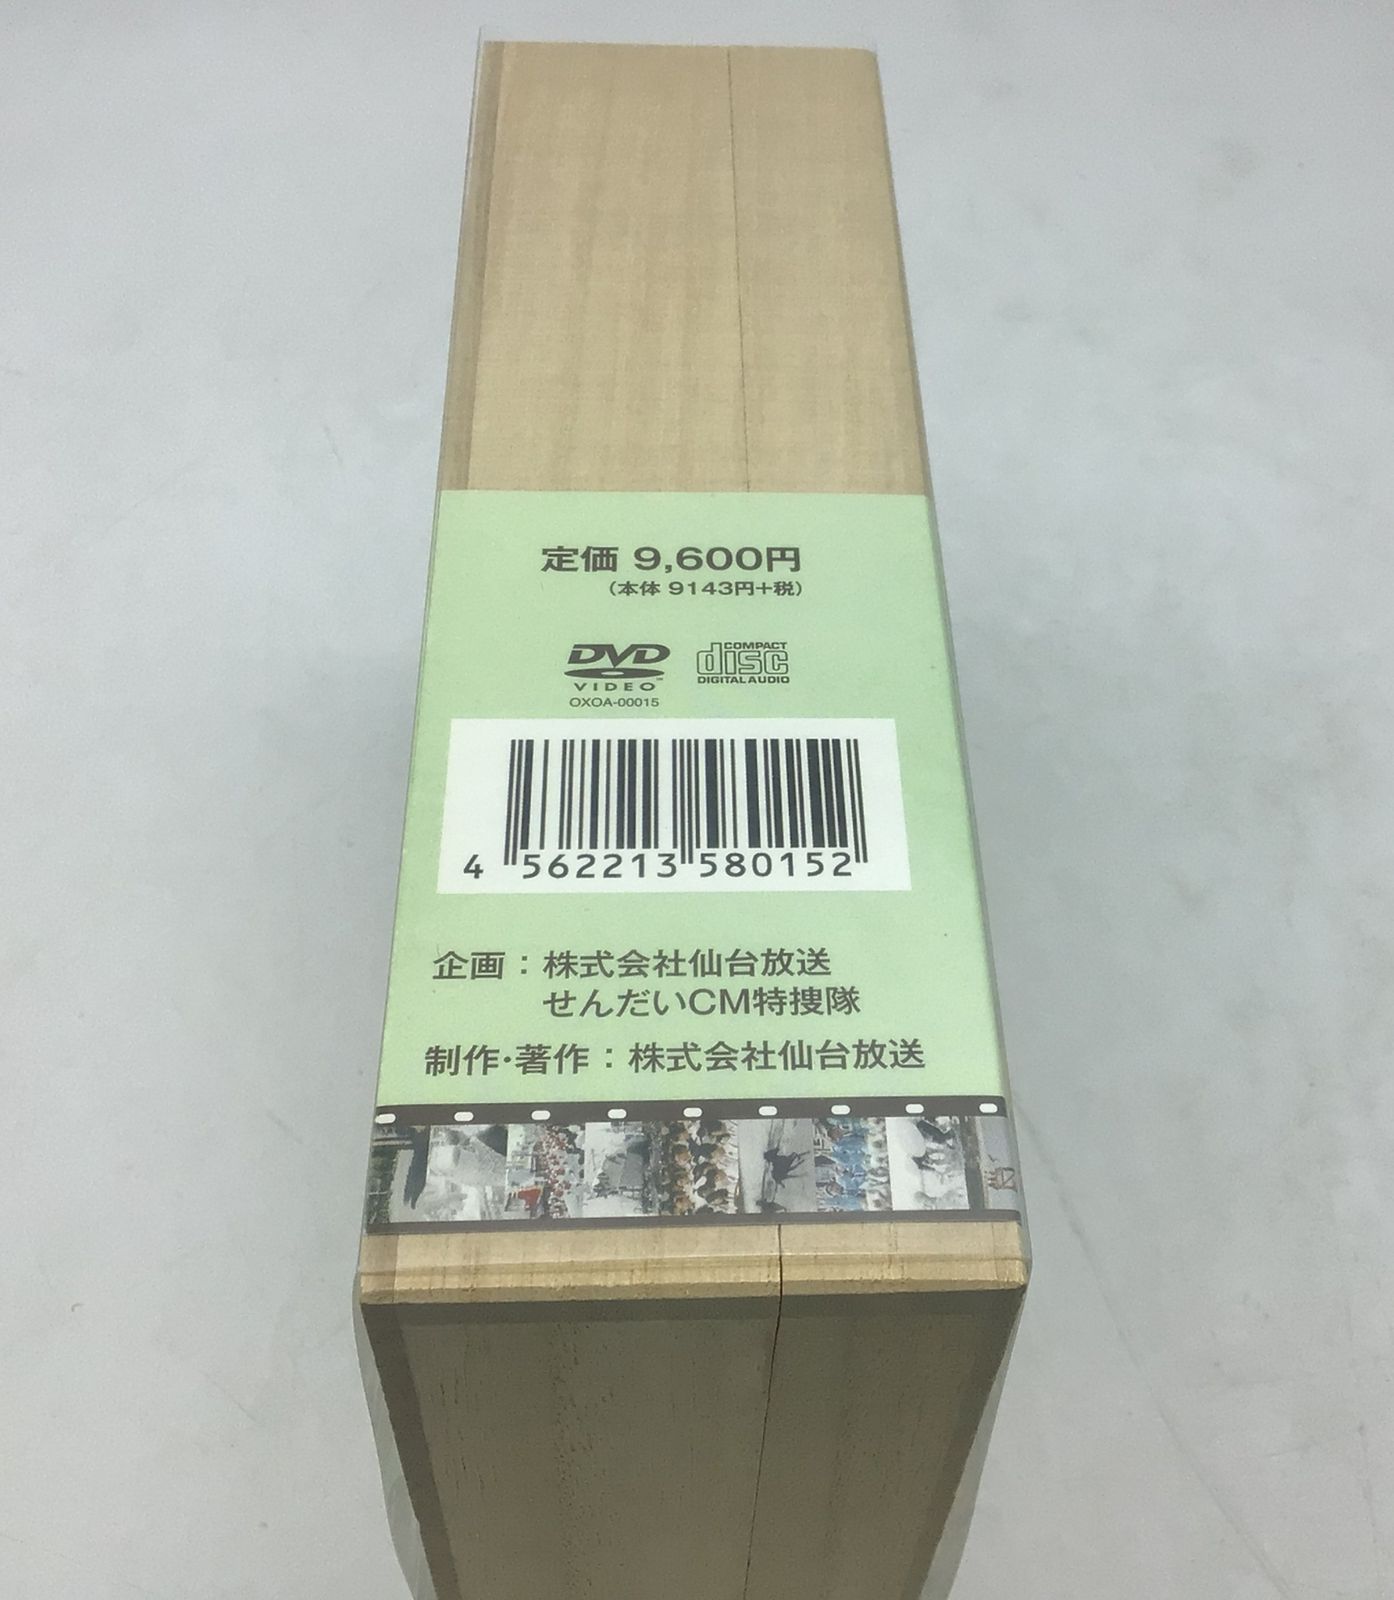 定価 9,600円
(本体 9143円+税)
DVD
VIDEO™
OXOA-00015
COMPACT
disc
DIGITAL AUDIO
4 562213 580152
企画：株式会社仙台放送
せんだいCM特捜隊
制作・著作：株式会社仙台放送